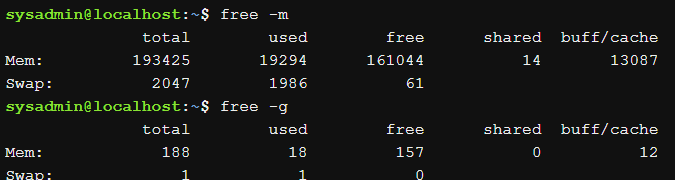 sysadmin@localhost:~$ free -m
total used free shared buff/cache
Mem: 193425 19294 161044 14 13087
Swap: 2047 1986 61
sysadmin@localhost:~$ free -g
total used free shared buff/cache
Mem: 188 18 157 0 12
Swap: 1 1 0